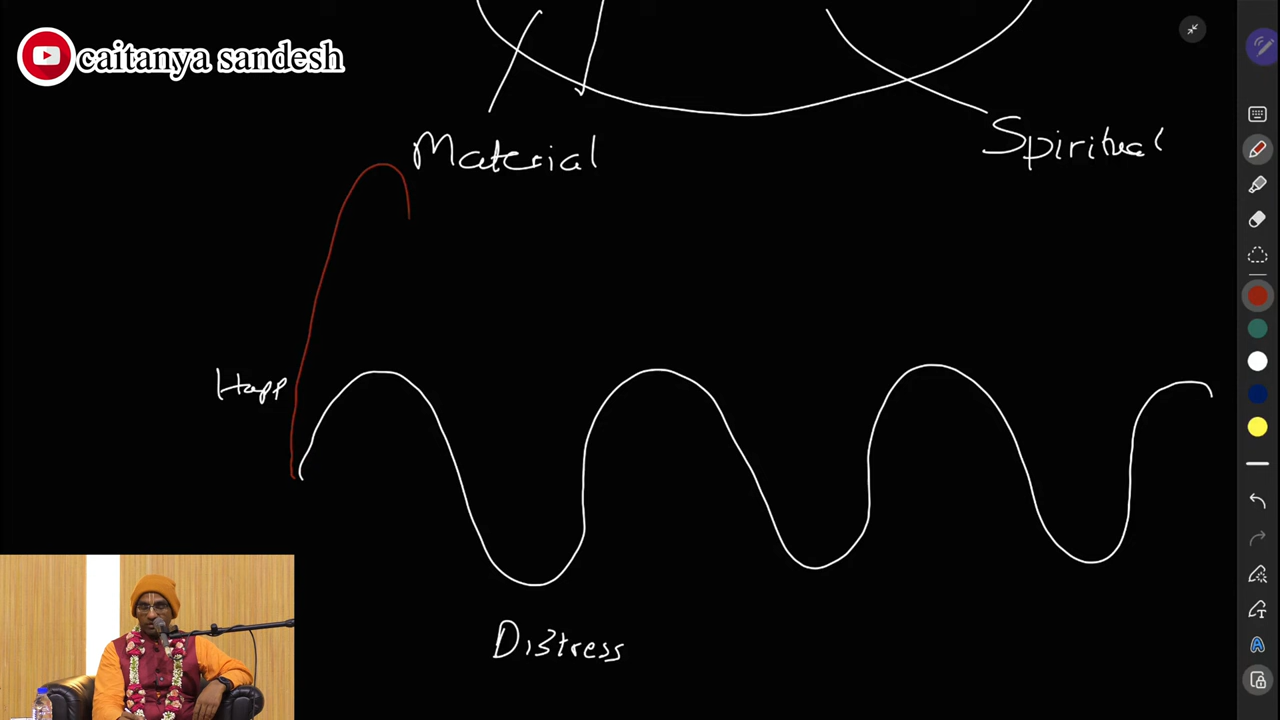 caitanya sandesh
Material
Spiritual
Happ
Distress